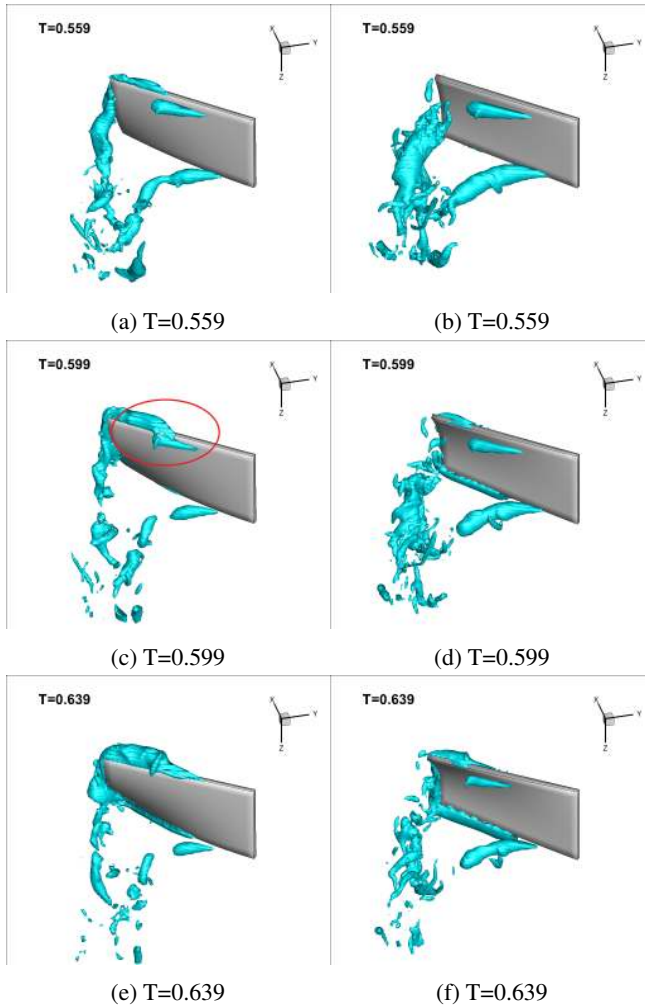 T=0.559
X
Y
Z
T=0.559
X
Y
Z
(a) T=0.559
(b) T=0.559
T=0.599
X
Y
Z
T=0.599
X
Y
Z
(c) T=0.599
(d) T=0.599
T=0.639
X
Y
Z
T=0.639
X
Y
Z
(e) T=0.639
(f) T=0.639